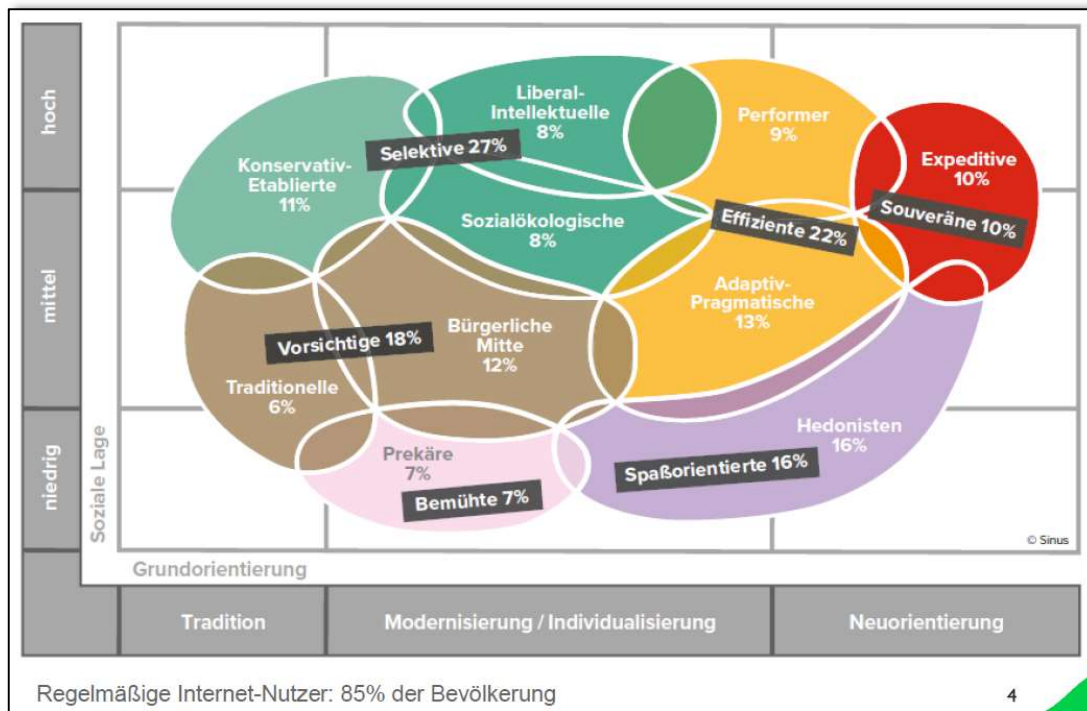 hoch
mittel
niedrig
Soziale Lage
Liberal-
Intellektuelle
8%
Performer
9%
Selektive 27%
Konservativ-
Etablierte
11%
Expeditive
10%
Souveräne 10%
Sozialökologische
8%
Effiziente 22%
Adaptiv-
Pragmatische
13%
Vorsichtige 18%
Bürgerliche
Mitte
12%
Traditionelle
6%
Hedonisten
16%
Prekäre
7%
Spaßorientierte 16%
Bemühte 7%
© Sinus
Grundorientierung
Tradition
Modernisierung / Individualisierung
Neuorientierung
Regelmäßige Internet-Nutzer: 85% der Bevölkerung
4